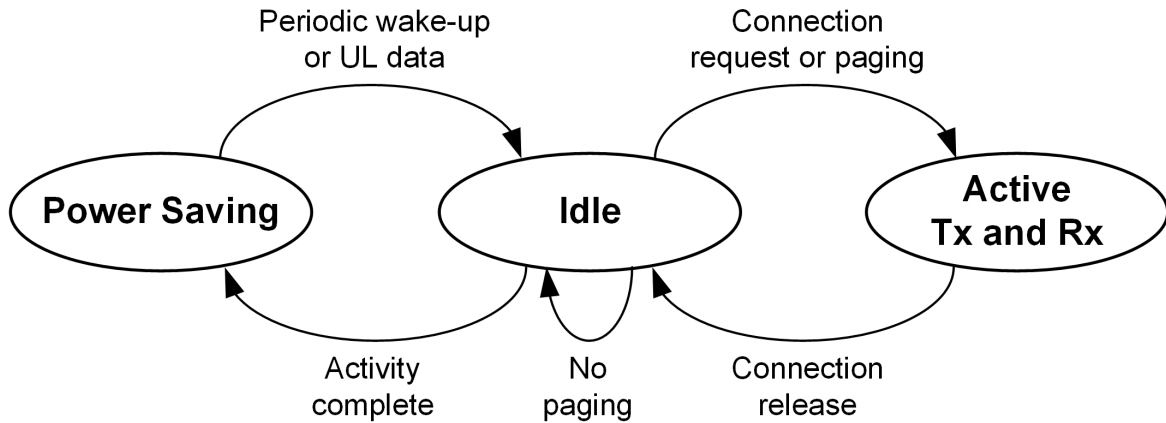 Periodic wake-up
or UL data
Connection
request or paging
Power Saving
Idle
Active
Tx and Rx
Activity
complete
No
paging
Connection
release